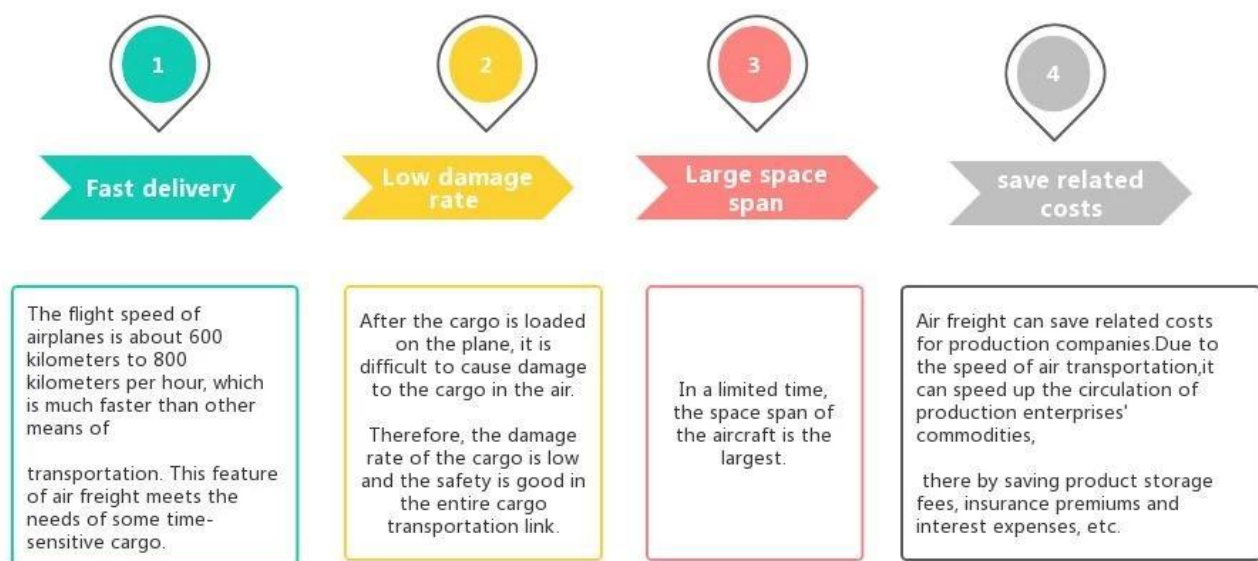 1
2
3
4
Fast delivery
Low damage
rate
Large space
span
save related
costs
The flight speed of
airplanes is about 600
kilometers to 800
kilometers per hour, which
is much faster than other
means of
transportation. This feature
of air freight meets the
needs of some time-
sensitive cargo.
After the cargo is loaded
on the plane, it is
difficult to cause damage
to the cargo in the air.
Therefore, the damage
rate of the cargo is low
and the safety is good in
the entire cargo
transportation link.
In a limited time,
the space span of
the aircraft is the
largest.
Air freight can save related costs
for production companies.Due to
the speed of air transportation,it
can speed up the circulation of
production enterprises'
commodities,
there by saving product storage
fees, insurance premiums and
interest expenses, etc.